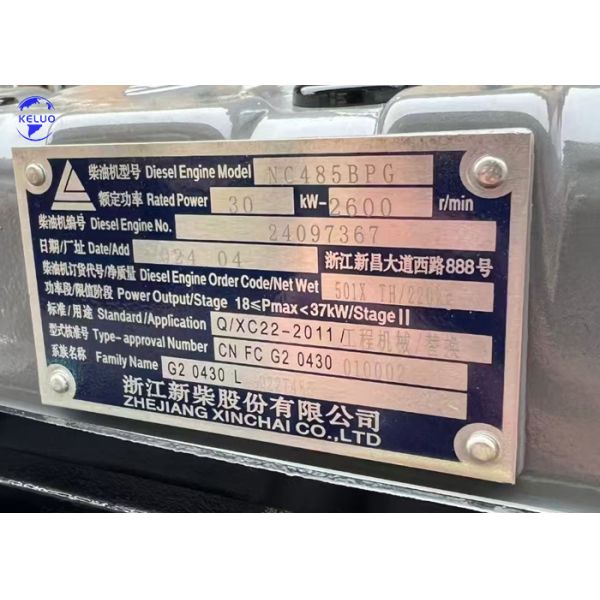 KELUO
柴油机型号 Diesel Engine Model NC485BPG
额定功率 Rated Power 30 kW-2600 r/min
柴油机编号 Diesel Engine No. 24097367
日期/厂址 Date/Add 2024 04 浙江新昌大道西路888号
柴油机订货代号/净质量 Diesel Engine Order Code/Net Wet 501X TH/220kg
功率段/限值阶段 Power Output/Stage 18≤Pmax<37kW/Stage II
标准/用途 Standard/Application Q/XC22-2011/工程机械/替换
型式核准号 Type-approval Number CN FC G2 0430 010002
系族名称 Family Name G2 0430 L
浙江新柴股份有限公司
ZHEJIANG XINCHAI CO.,LTD